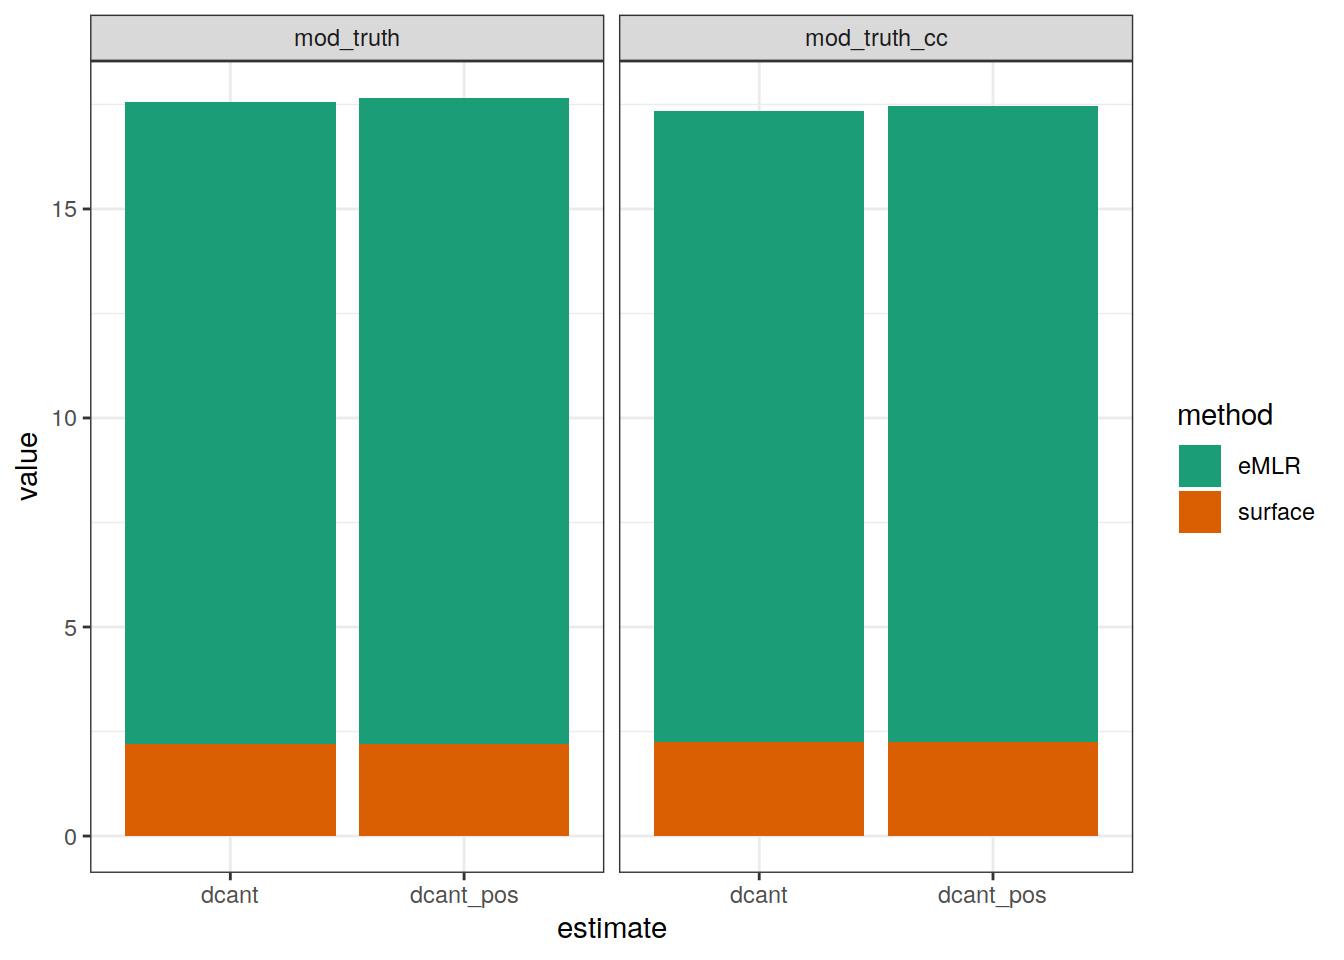 mod_truth
mod_truth_cc
value
15
10
5
0
dcant
dcant_pos
dcant
dcant_pos
estimate
method
eMLR
surface